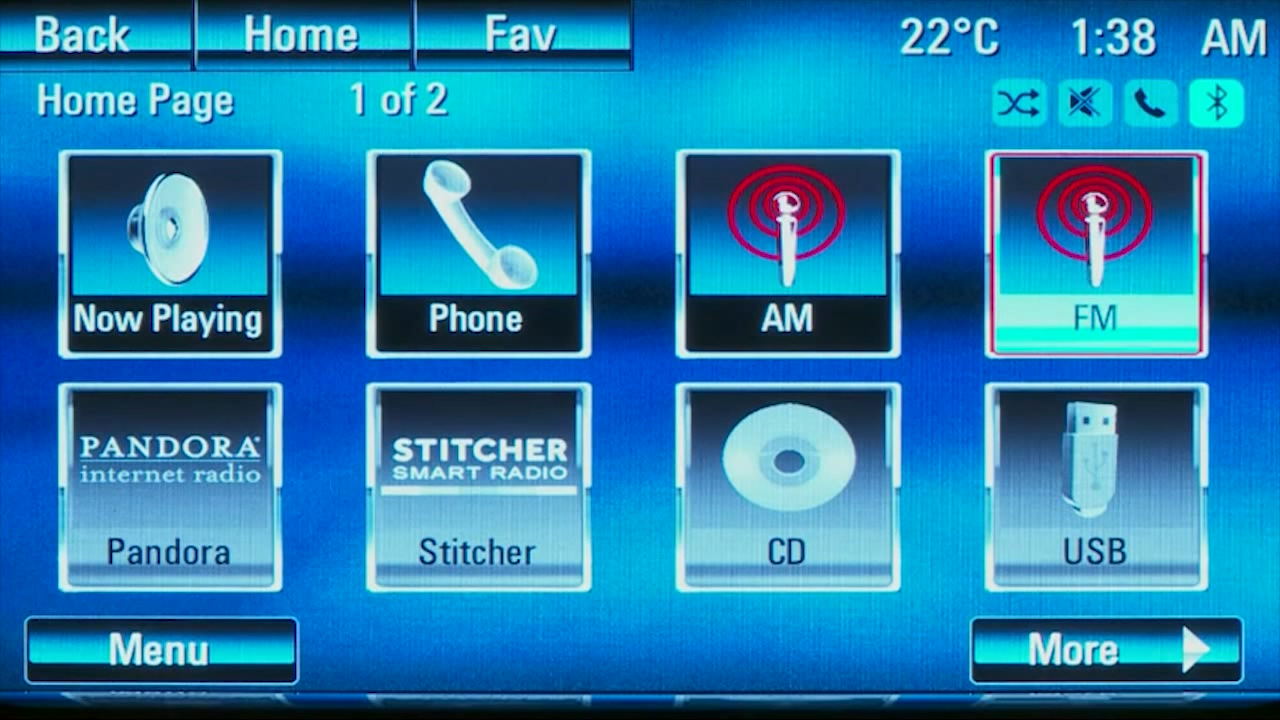 Back Home Fav 22°C 1:38 AM
Home Page 1 of 2
Now Playing Phone AM FM
PANDORA STITCHER
internet radio SMART RADIO
Pandora Stitcher CD USB
Menu More